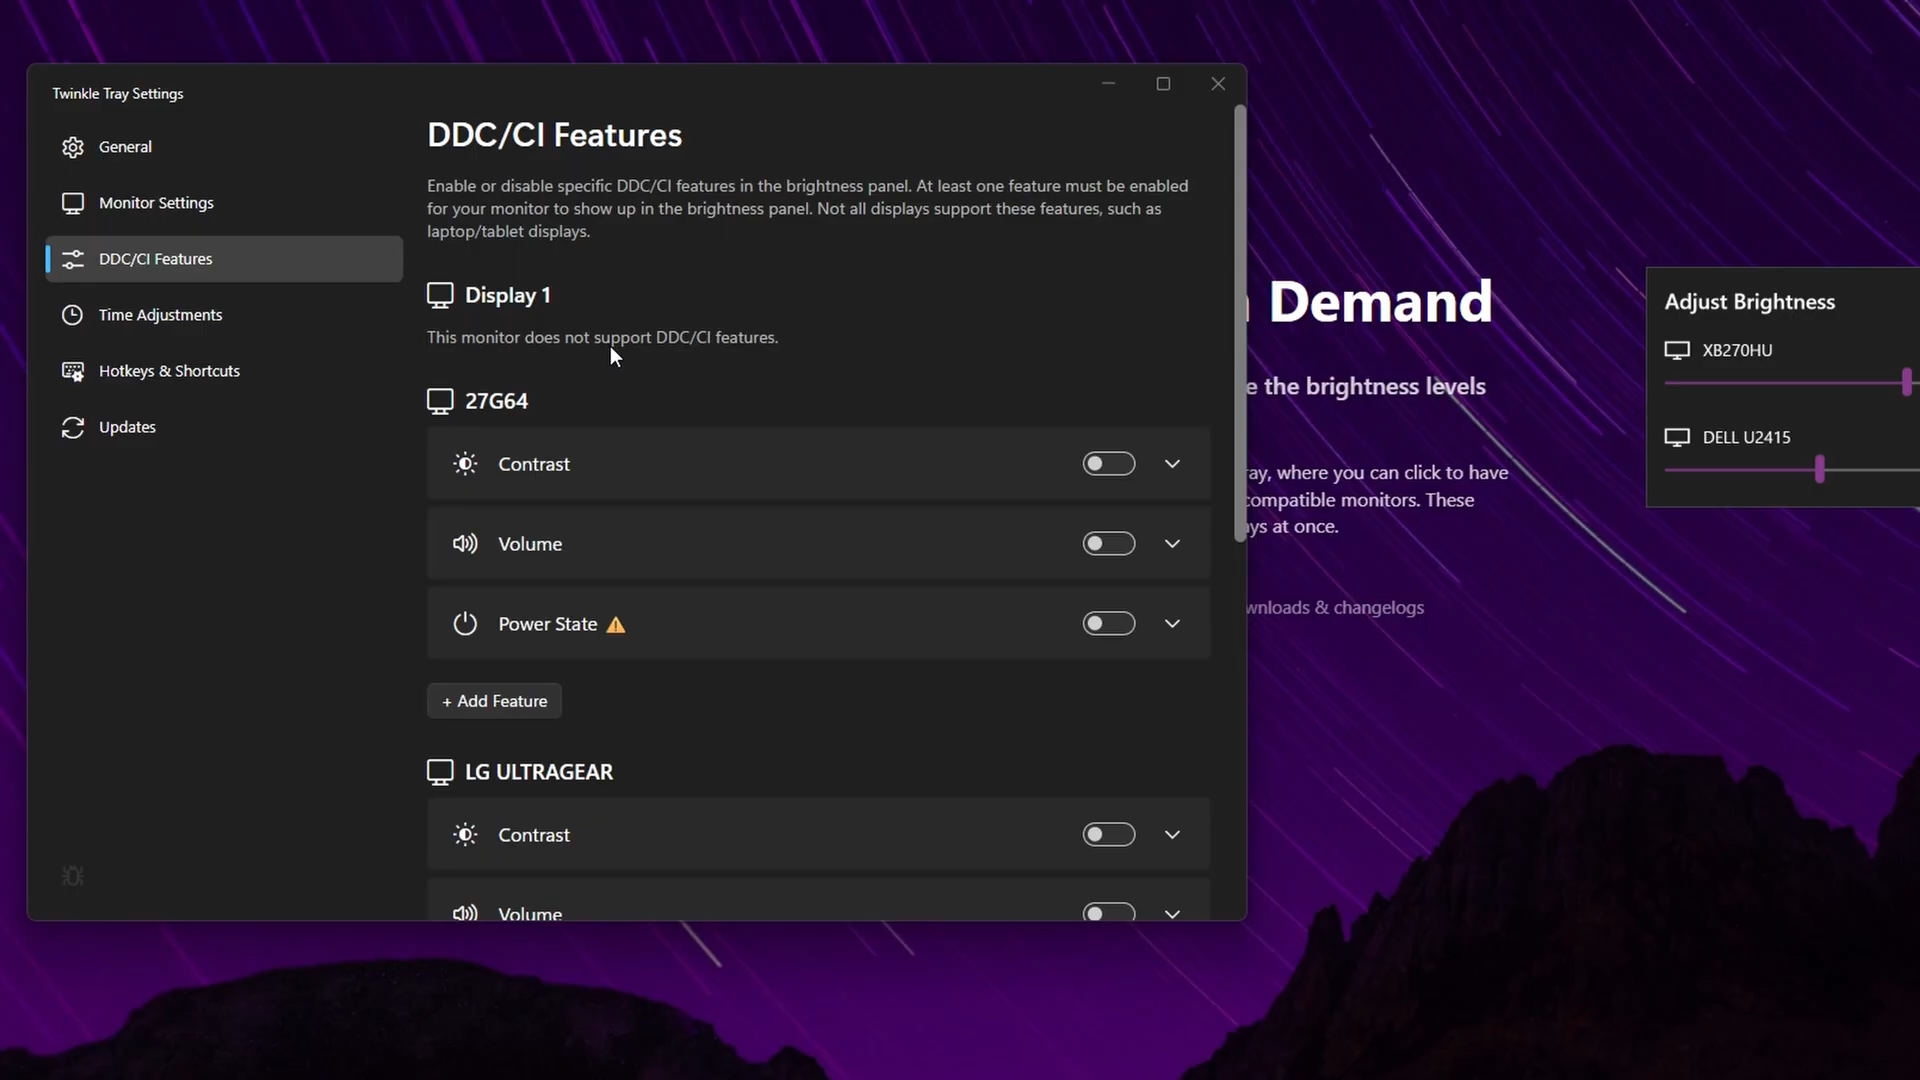 Twinkle Tray Settings
General
Monitor Settings
DDC/CI Features
Time Adjustments
Hotkeys & Shortcuts
Updates
DDC/CI Features
Enable or disable specific DDC/CI features in the brightness panel. At least one feature must be enabled
for your monitor to show up in the brightness panel. Not all displays support these features, such as
laptop/tablet displays.
Display 1
This monitor does not support DDC/CI features.
27G64
Contrast
Volume
Power State
+ Add Feature
LG ULTRAGEAR
Contrast
Volume
Demand
e the brightness levels
ray, where you can click to have
compatible monitors. These
ys at once.
wnloads & changelogs
Adjust Brightness
XB270HU
DELL U2415